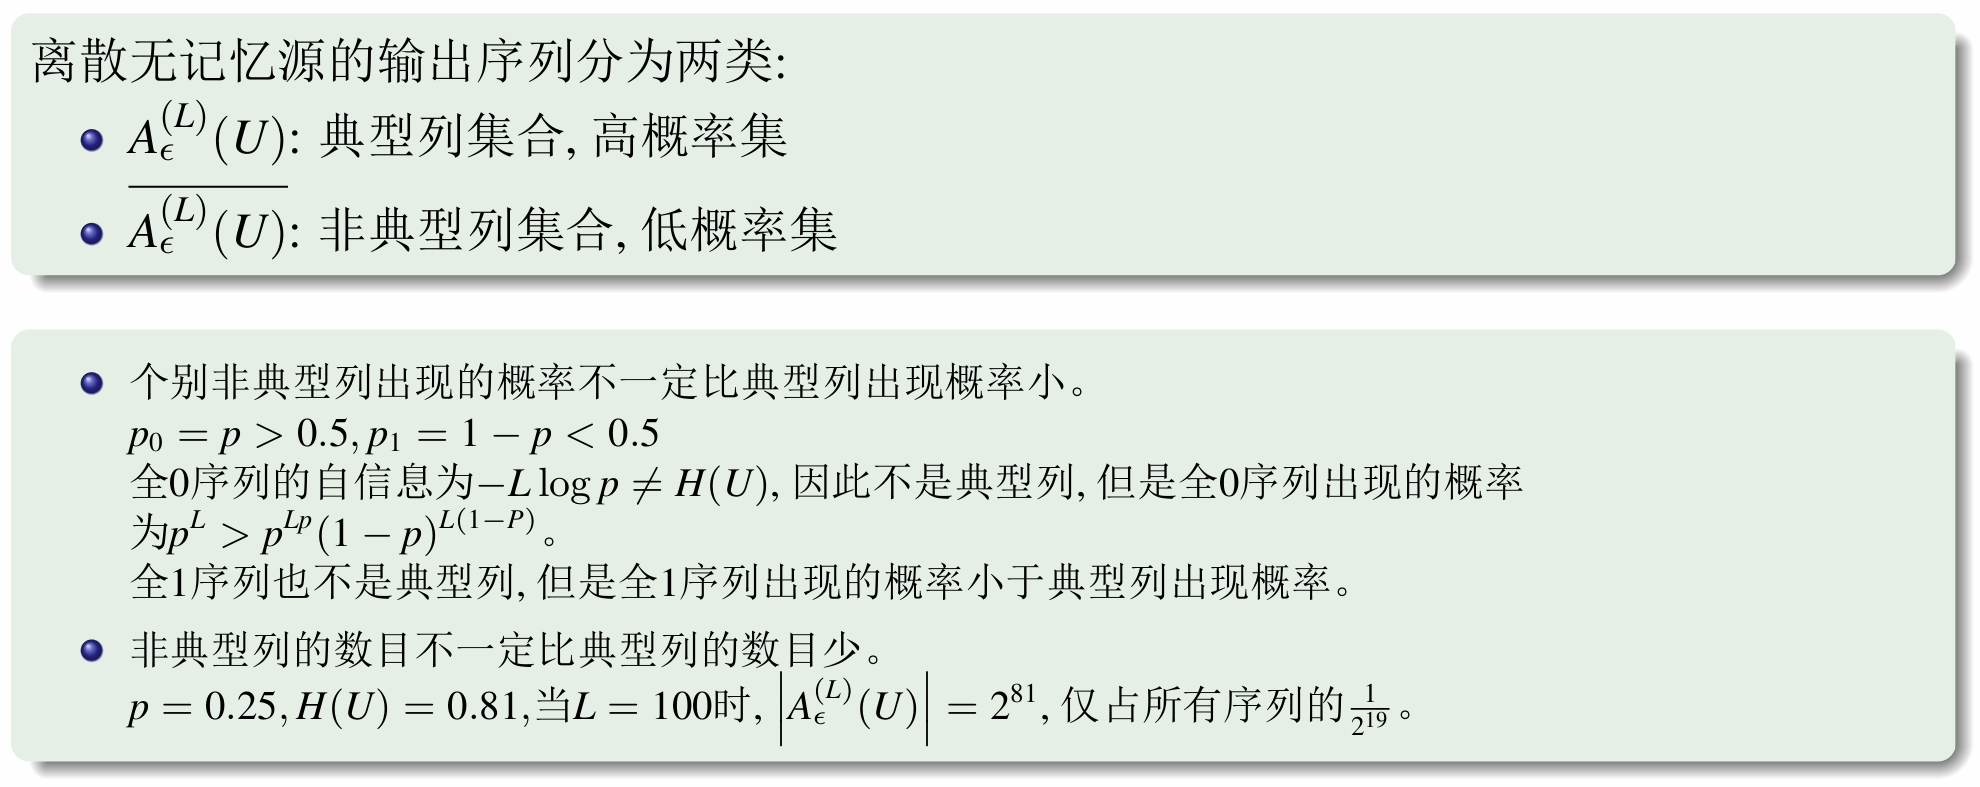 离散无记忆源的输出序列分为两类:
• $A_{\epsilon}^{(L)}(U)$: 典型列集合, 高概率集
• $\overline{A_{\epsilon}^{(L)}(U)}$: 非典型列集合, 低概率集
• 个别非典型列出现的概率不一定比典型列出现概率小。
$p_0 = p > 0.5, p_1 = 1 - p < 0.5$
全0序列的自信息为$-L \log p \neq H(U)$, 因此不是典型列, 但是全0序列出现的概率
为$p^L > p^{Lp}(1 - p)^{L(1-P)}$。
全1序列也不是典型列, 但是全1序列出现的概率小于典型列出现概率。
• 非典型列的数目不一定比典型列的数目少。
$p = 0.25, H(U) = 0.81$,当$L = 100$时, $\left|A_{\epsilon}^{(L)}(U)\right| = 2^{81}$, 仅占所有序列的$\frac{1}{2^{19}}$。